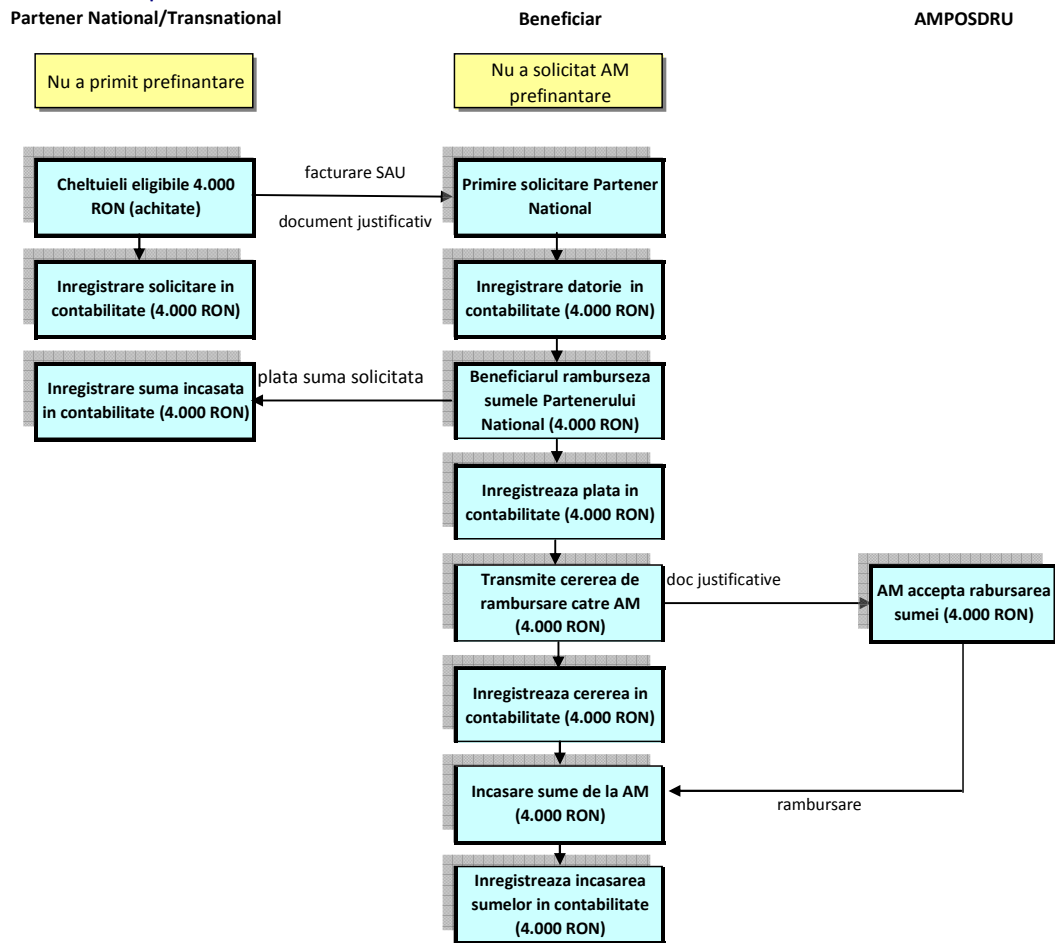 Partener National/Transnational
Beneficiar
AMPOSDRU
Nu a primit prefinantare
Nu a solicitat AM
prefinantare
Cheltuieli eligibile 4.000
RON (achitate)
facturare SAU
document justificativ
Primire solicitare Partener
National
Inregistrare solicitare in
contabilitate (4.000 RON)
Inregistrare datorie in
contabilitate (4.000 RON)
Inregistrare suma incasata
in contabilitate (4.000 RON)
plata suma solicitata
Beneficiarul ramburseza
sumele Partenerului
National (4.000 RON)
Inregistreaza plata in
contabilitate (4.000 RON)
Transmite cererea de
rambursare catre AM
(4.000 RON)
doc justificative
AM accepta rabursarea
sumei (4.000 RON)
Inregistreaza cererea in
contabilitate (4.000 RON)
Incasare sume de la AM
(4.000 RON)
rambursare
Inregistreaza incasarea
sumelor in contabilitate
(4.000 RON)